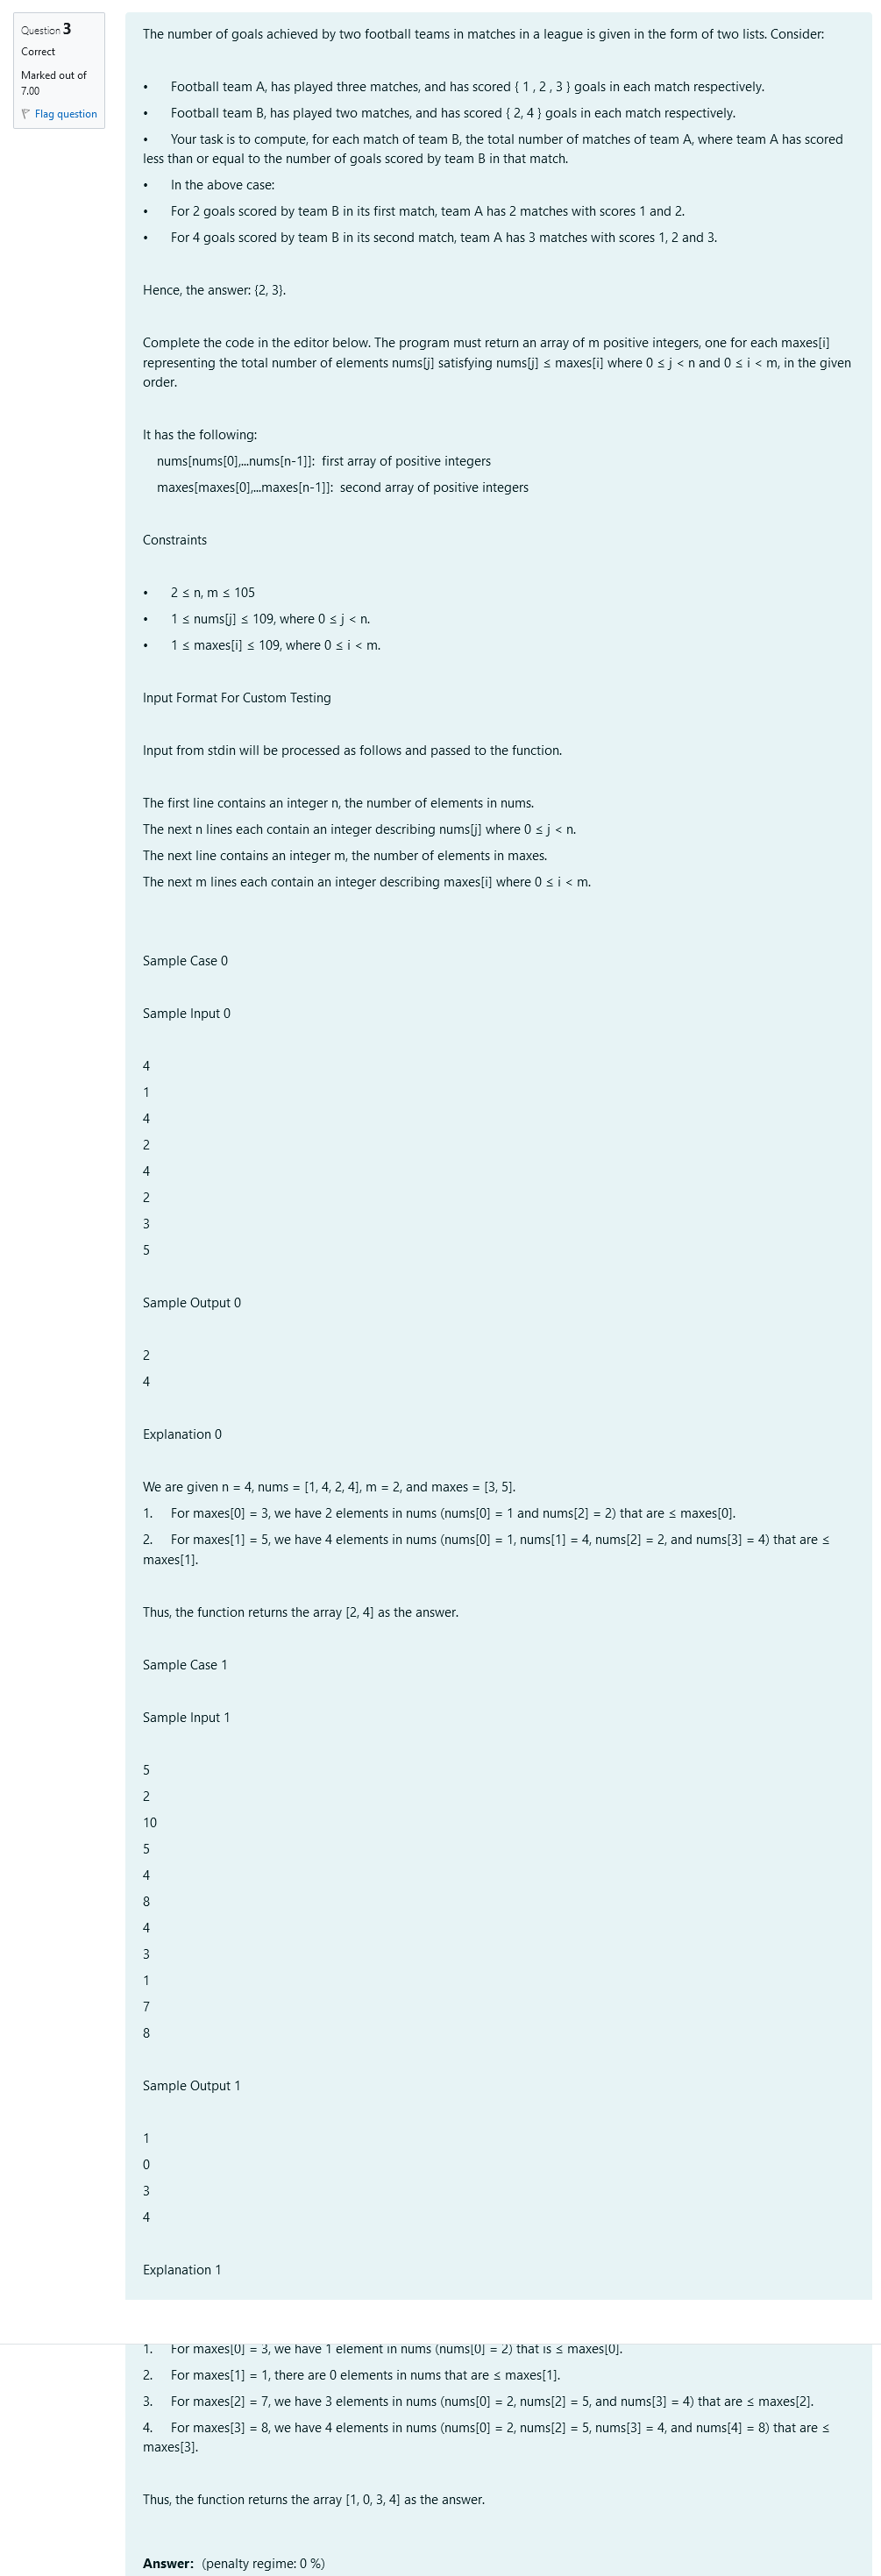 Question 3
Correct
Marked out of
7.00
Flag question
The number of goals achieved by two football teams in matches in a league is given in the form of two lists. Consider:
• Football team A, has played three matches, and has scored { 1 , 2 , 3 } goals in each match respectively.
• Football team B, has played two matches, and has scored { 2, 4 } goals in each match respectively.
• Your task is to compute, for each match of team B, the total number of matches of team A, where team A has scored
less than or equal to the number of goals scored by team B in that match.
• In the above case:
• For 2 goals scored by team B in its first match, team A has 2 matches with scores 1 and 2.
• For 4 goals scored by team B in its second match, team A has 3 matches with scores 1, 2 and 3.
Hence, the answer: {2, 3}.
Complete the code in the editor below. The program must return an array of m positive integers, one for each maxes[i]
representing the total number of elements nums[j] satisfying nums[j] ≤ maxes[i] where 0 ≤ j < n and 0 ≤ i < m, in the given
order.
It has the following:
nums[nums[0],...nums[n-1]]: first array of positive integers
maxes[maxes[0],...maxes[n-1]]: second array of positive integers
Constraints
• 2 ≤ n, m ≤ 105
• 1 ≤ nums[j] ≤ 109, where 0 ≤ j < n.
• 1 ≤ maxes[i] ≤ 109, where 0 ≤ i < m.
Input Format For Custom Testing
Input from stdin will be processed as follows and passed to the function.
The first line contains an integer n, the number of elements in nums.
The next n lines each contain an integer describing nums[j] where 0 ≤ j < n.
The next line contains an integer m, the number of elements in maxes.
The next m lines each contain an integer describing maxes[i] where 0 ≤ i < m.
Sample Case 0
Sample Input 0
4
1
4
2
4
2
3
5
Sample Output 0
2
4
Explanation 0
We are given n = 4, nums = [1, 4, 2, 4], m = 2, and maxes = [3, 5].
1. For maxes[0] = 3, we have 2 elements in nums (nums[0] = 1 and nums[2] = 2) that are ≤ maxes[0].
2. For maxes[1] = 5, we have 4 elements in nums (nums[0] = 1, nums[1] = 4, nums[2] = 2, and nums[3] = 4) that are ≤
maxes[1].
Thus, the function returns the array [2, 4] as the answer.
Sample Case 1
Sample Input 1
5
2
10
5
4
8
4
3
1
7
8
Sample Output 1
1
0
3
4
Explanation 1
1. For maxes[0] = 3, we have 1 element in nums (nums[0] = 2) that is ≤ maxes[0].
2. For maxes[1] = 1, there are 0 elements in nums that are ≤ maxes[1].
3. For maxes[2] = 7, we have 3 elements in nums (nums[0] = 2, nums[2] = 5, and nums[3] = 4) that are ≤ maxes[2].
4. For maxes[3] = 8, we have 4 elements in nums (nums[0] = 2, nums[2] = 5, nums[3] = 4, and nums[4] = 8) that are ≤
maxes[3].
Thus, the function returns the array [1, 0, 3, 4] as the answer.
Answer: (penalty regime: 0 %)